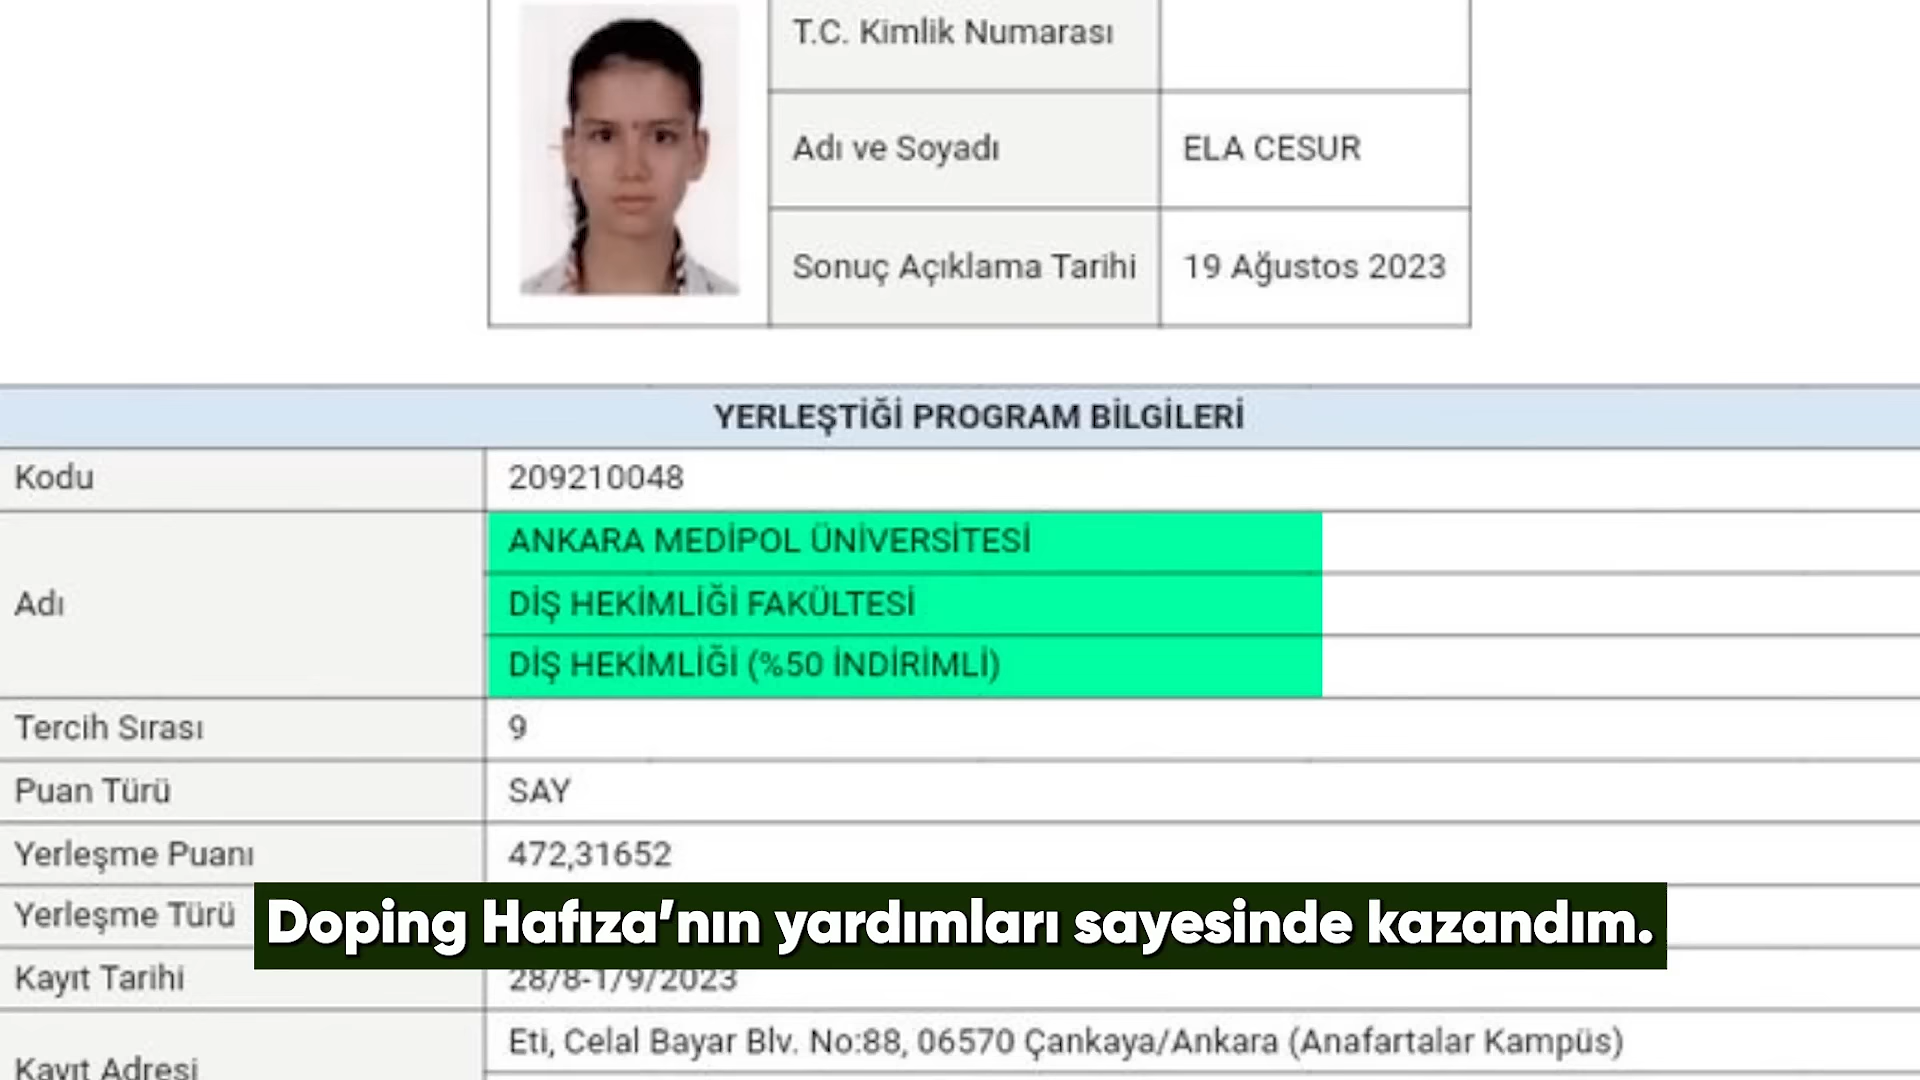 T.C. Kimlik Numarası
Adı ve Soyadı ELA CESUR
Sonuç Açıklama Tarihi 19 Ağustos 2023
YERLEŞTİĞİ PROGRAM BİLGİLERİ
Kodu 209210048
ANKARA MEDİPOL ÜNİVERSİTESİ
Adı DİŞ HEKİMLİĞİ FAKÜLTESİ
DİŞ HEKİMLİĞİ (%50 İNDİRİMLİ)
Tercih Sırası 9
Puan Türü SAY
Yerleşme Puanı 472,31652
Yerleşme Türü
Doping Hafıza’nın yardımları sayesinde kazandım.
Kayıt Tarihi 28/8-1/9/2023
Eti, Celal Bayar Blv. No:88, 06570 Çankaya/Ankara (Anafartalar Kampüs)
Kayıt Adresi